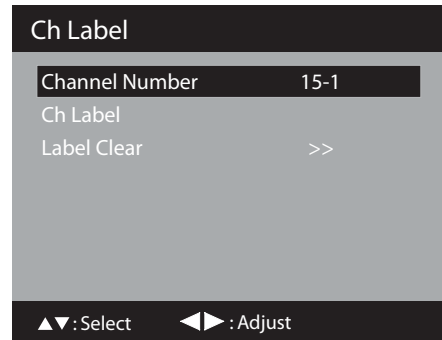 Ch Label
Channel Number 15-1
Ch Label
Label Clear >>
▲▼: Select ◀▶: Adjust